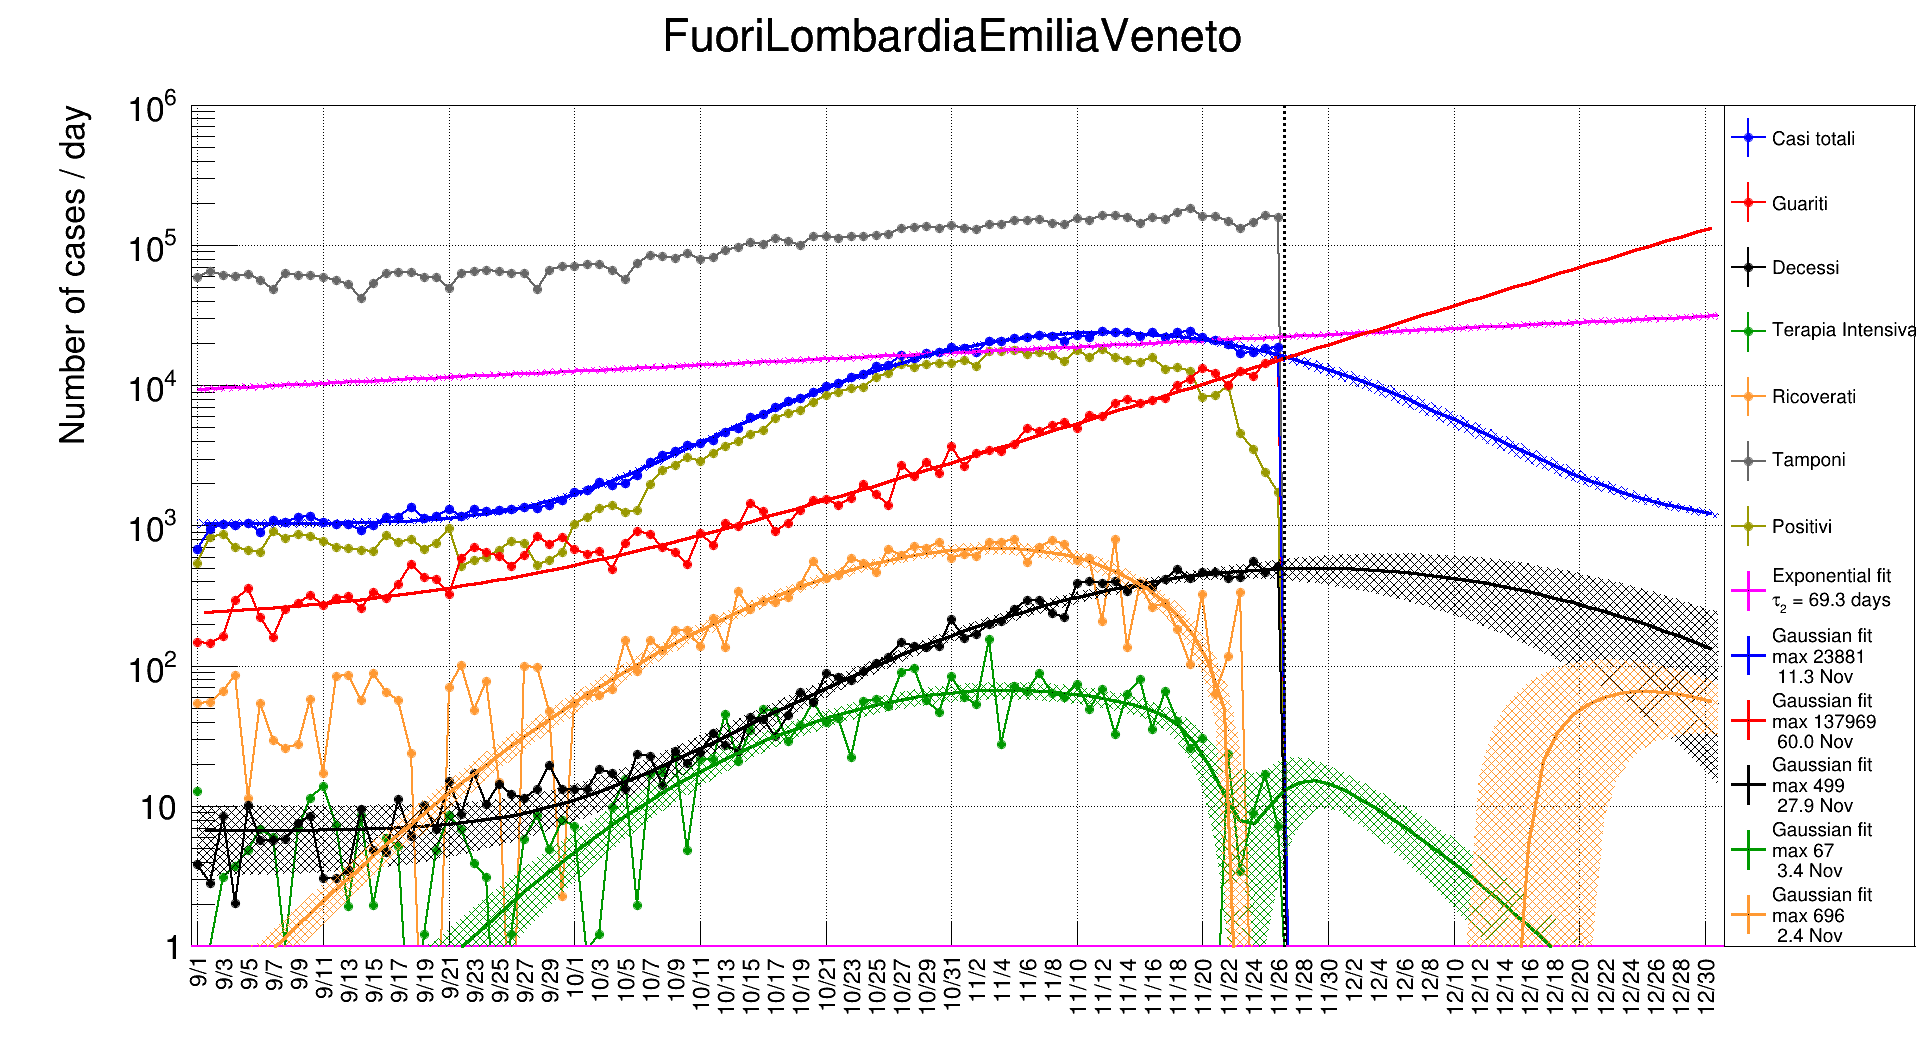 FuoriLombardiaEmiliaVeneto
Number of cases / day
10^6
10^5
10^4
10^3
10^2
10
1
9/1 9/3 9/5 9/7 9/9 9/11 9/13 9/15 9/17 9/19 9/21 9/23 9/25 9/27 9/29 10/1 10/3 10/5 10/7 10/9 10/11 10/13 10/15 10/17 10/19 10/21 10/23 10/25 10/27 10/29 10/31 11/2 11/4 11/6 11/8 11/10 11/12 11/14 11/16 11/18 11/20 11/22 11/24 11/26 11/28 11/30 12/2 12/4 12/6 12/8 12/10 12/12 12/14 12/16 12/18 12/20 12/22 12/24 12/26 12/28 12/30
Casi totali
Guariti
Decessi
Terapia Intensiva
Ricoverati
Tamponi
Positivi
Exponential fit
τ2 = 69.3 days
Gaussian fit
max 23881
11.3 Nov
Gaussian fit
max 137969
60.0 Nov
Gaussian fit
max 499
27.9 Nov
Gaussian fit
max 67
3.4 Nov
Gaussian fit
max 696
2.4 Nov